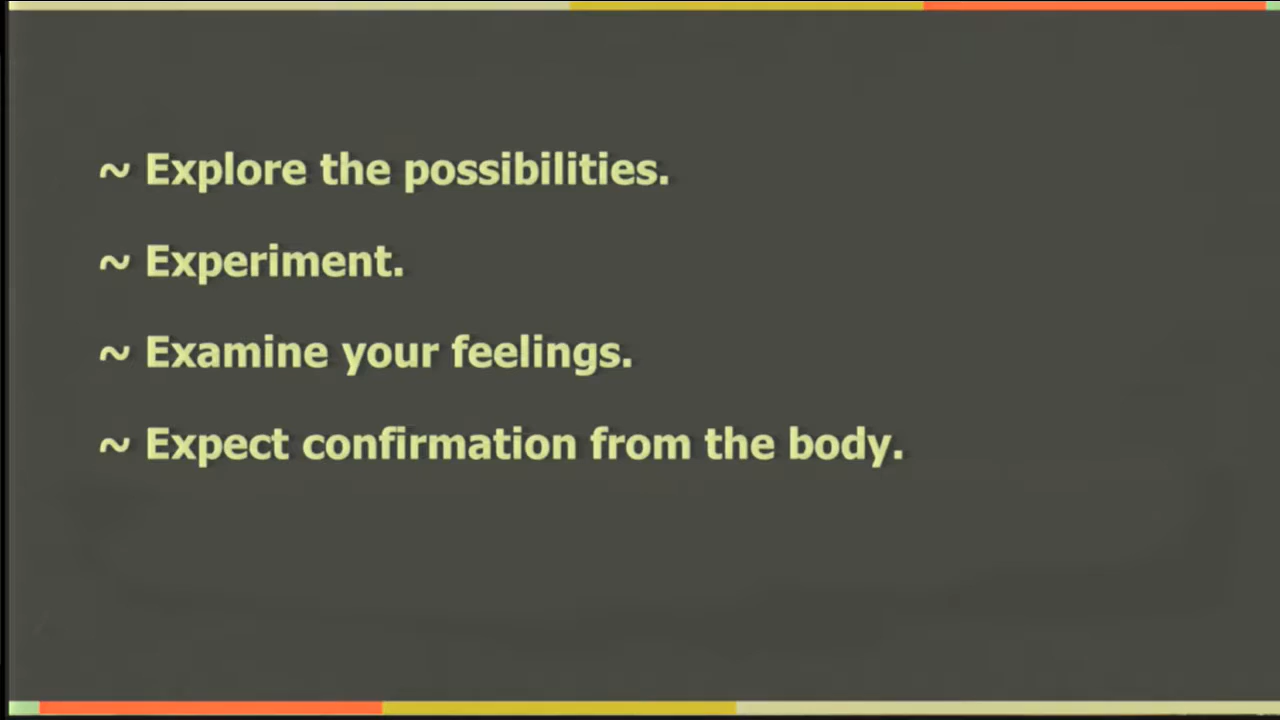 ~ Explore the possibilities.
~ Experiment.
~ Examine your feelings.
~ Expect confirmation from the body.